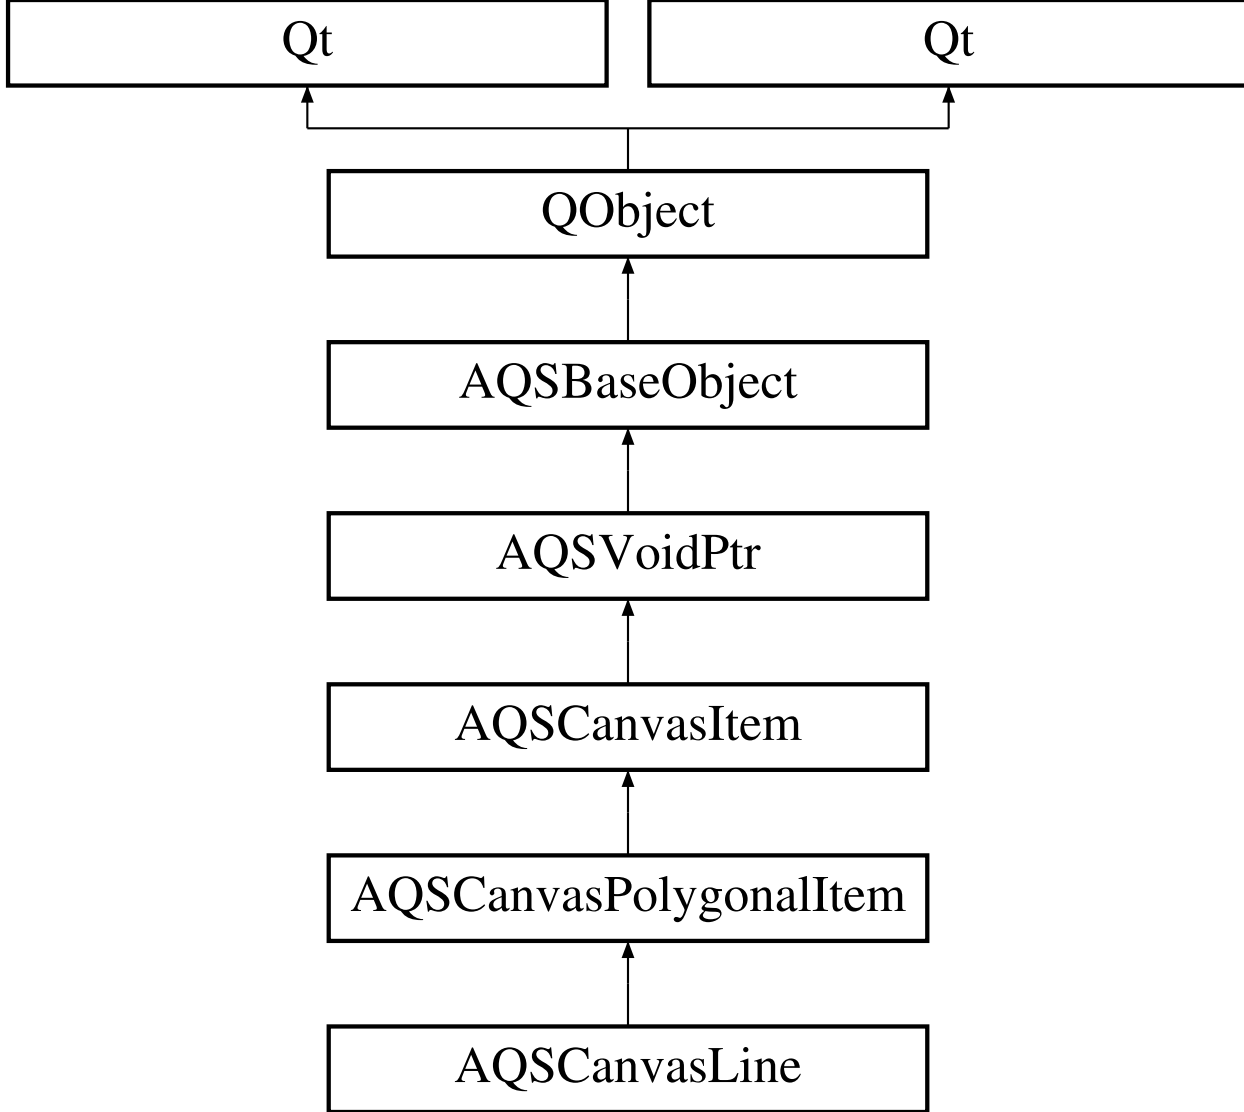 Qt Qt
QObject
AQSBaseObject
AQSVoidPtr
AQSCanvasItem
AQSCanvasPolygonalItem
AQSCanvasLine